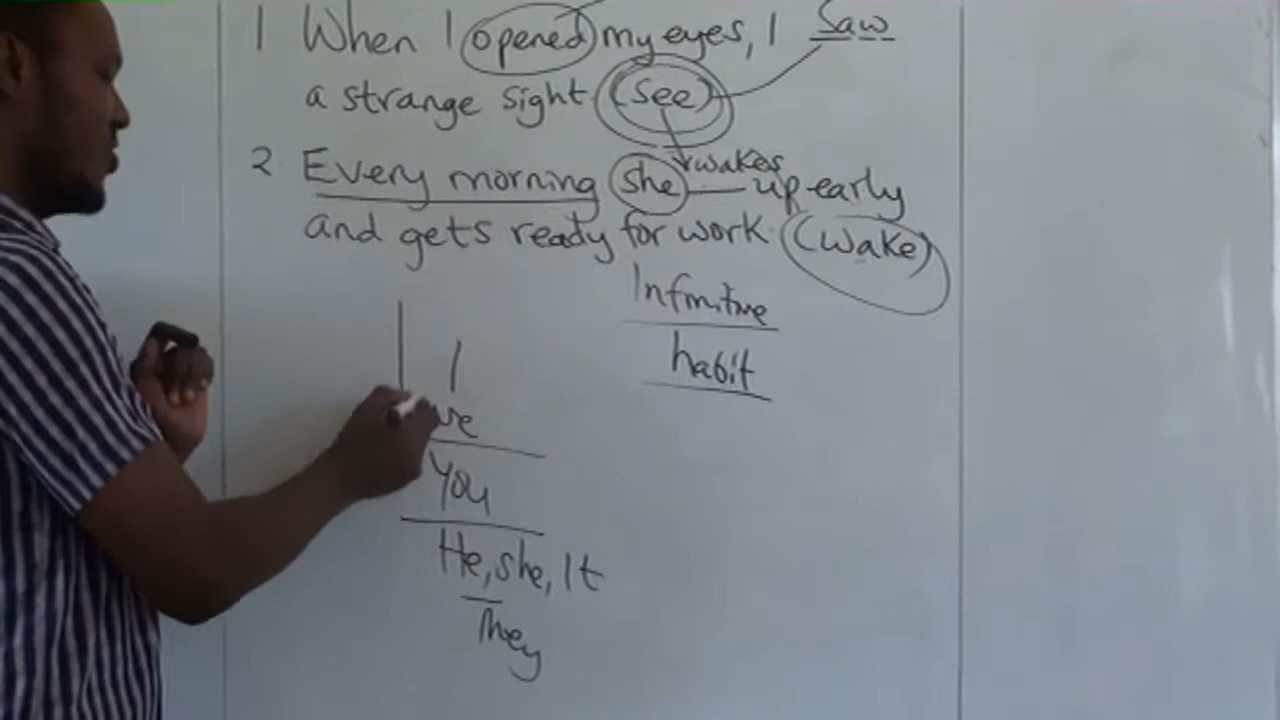 1 When I opened my eyes, I saw
a strange sight (see)
wakes
2. Every morning she — up early
and gets ready for work. (wake)
Infinitive
habit
I
we
You
He, she, It
They